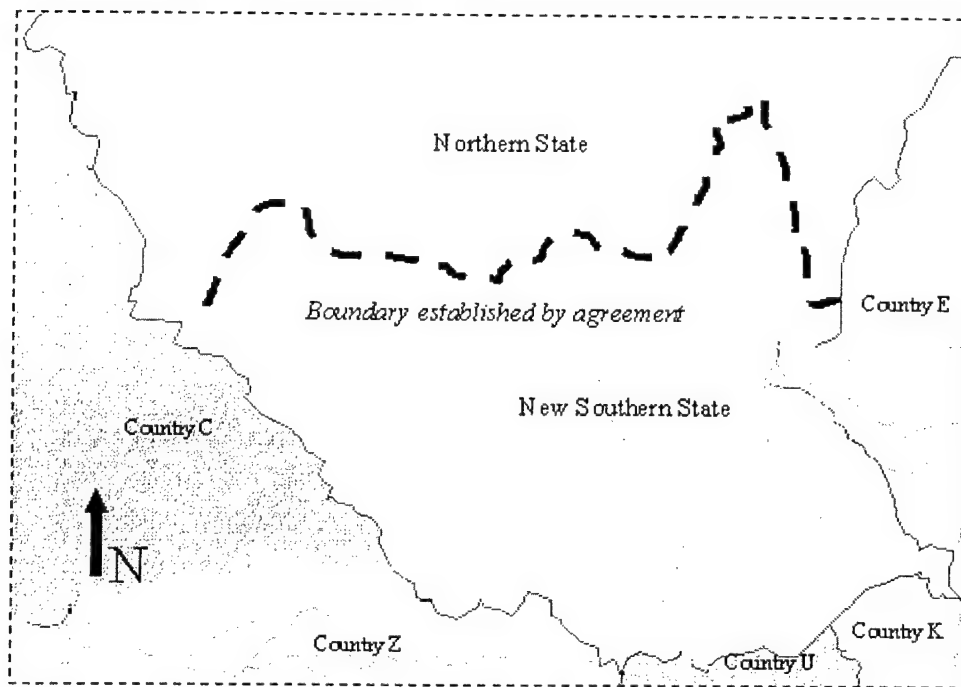 Northern State
Boundary established by agreement
Country E
New Southern State
Country C
N
Country Z
Country U
Country K